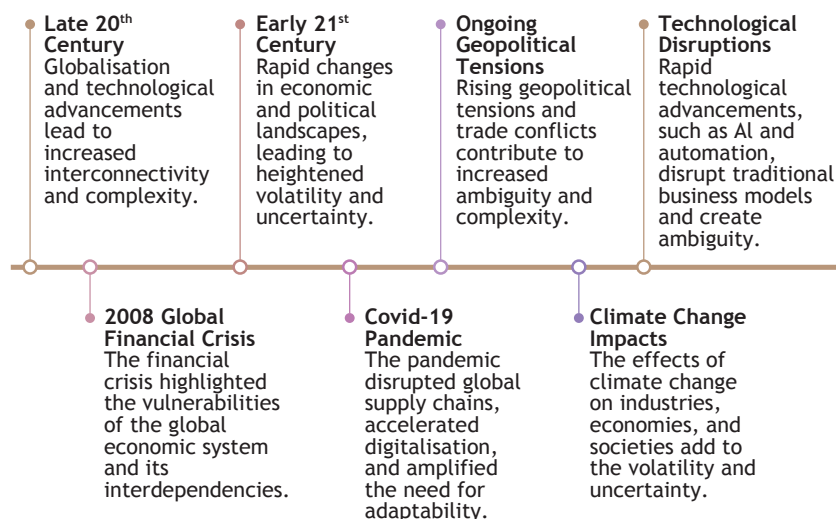 Late 20th
Century
Globalisation
and technological
advancements
lead to
increased
interconnectivity
and complexity.
Early 21st
Century
Rapid changes
in economic
and political
landscapes,
leading to
heightened
volatility and
uncertainty.
Ongoing
Geopolitical
Tensions
Rising geopolitical
tensions and
trade conflicts
contribute to
increased
ambiguity and
complexity.
Technological
Disruptions
Rapid
technological
advancements,
such as AI and
automation,
disrupt traditional
business models
and create
ambiguity.
2008 Global
Financial Crisis
The financial
crisis highlighted
the vulnerabilities
of the global
economic system
and its
interdependencies.
Covid-19
Pandemic
The pandemic
disrupted global
supply chains,
accelerated
digitalisation,
and amplified
the need for
adaptability.
Climate Change
Impacts
The effects of
climate change
on industries,
economies, and
societies add to
the volatility and
uncertainty.